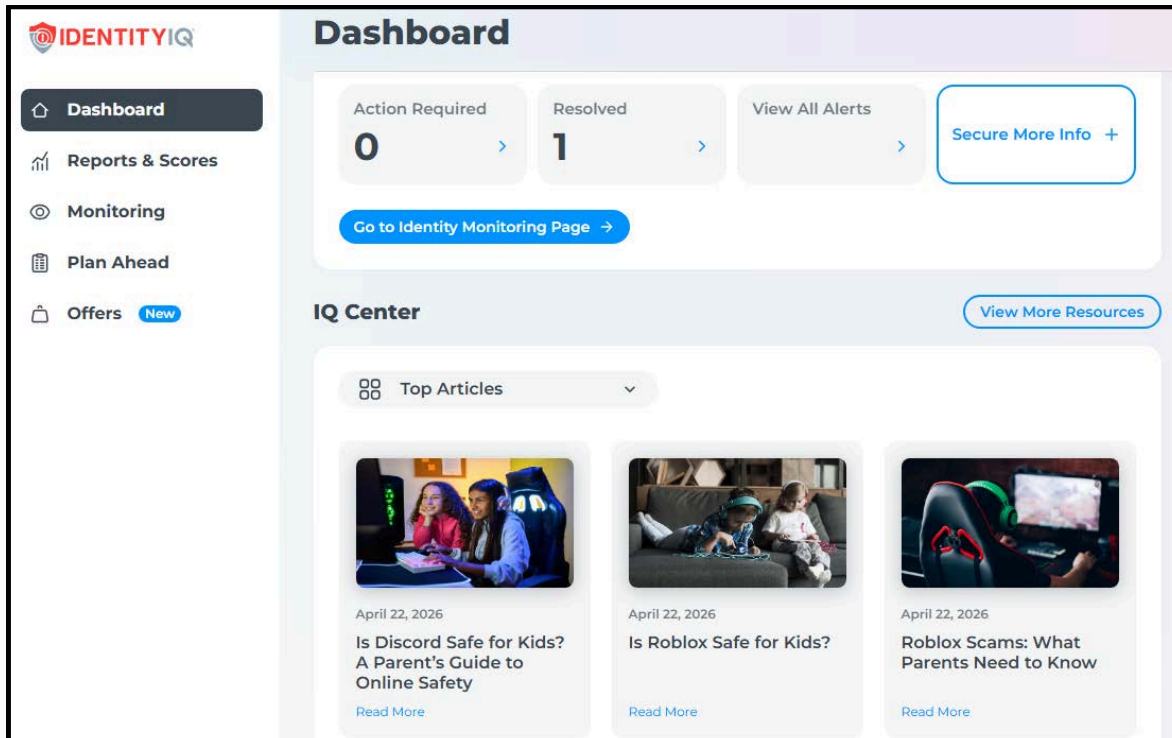 IDENTITYIQ
Dashboard
Reports & Scores
Monitoring
Plan Ahead
Offers New
Dashboard
Action Required
0
Resolved
1
View All Alerts
Secure More Info +
Go to Identity Monitoring Page →
IQ Center
View More Resources
Top Articles
April 22, 2026
Is Discord Safe for Kids?
A Parent's Guide to
Online Safety
Read More
April 22, 2026
Is Roblox Safe for Kids?
Read More
April 22, 2026
Roblox Scams: What
Parents Need to Know
Read More